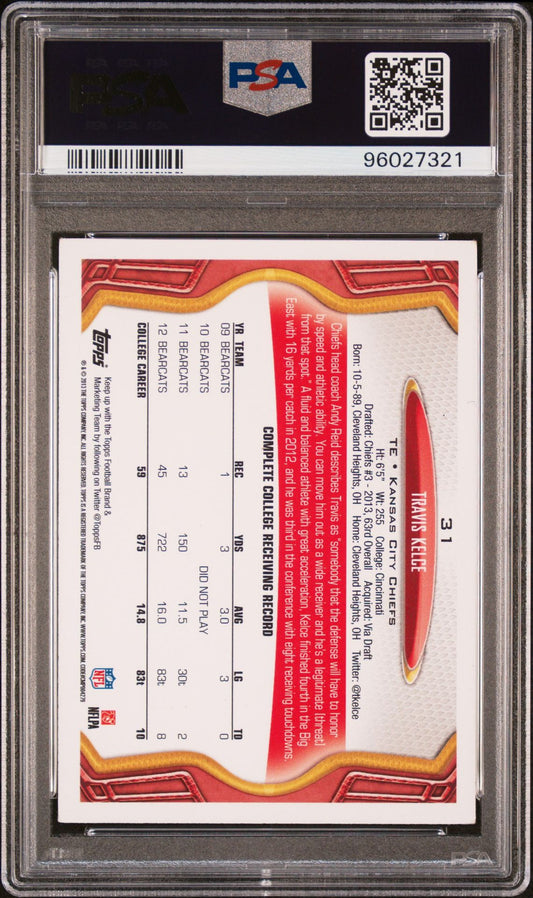 PSA
PSA
96027321
31
TRAVIS KELCE
TE • KANSAS CITY CHIEFS
Ht: 6'5" Wt: 255 College: Cincinnati
Drafted: Chiefs #3 - 2013, 63rd Overall Acquired: Via Draft
Born: 10-5-89, Cleveland Heights, OH Home: Cleveland Heights, OH Twitter: @tkelce
Chiefs head coach Andy Reid describes Travis as "somebody that the defense will have to honor
by speed and athletic ability. You can move him out as a wide receiver and he's a legitimate (threat)
from that spot." A fluid and balanced athlete with great acceleration, Kelce finished fourth in the Big
East with 16 yards per catch in 2012, and he was third in the conference with eight receiving touchdowns.
COMPLETE COLLEGE RECEIVING RECORD
YR TEAM REC YDS AVG LG TD
09 BEARCATS 1 3 3.0 3 0
10 BEARCATS DID NOT PLAY
11 BEARCATS 13 150 11.5 30t 2
12 BEARCATS 45 722 16.0 83t 8
COLLEGE CAREER 59 875 14.8 83t 10
Topps
Keep up with the Topps Football Brand &
Marketing Team by following on Twitter @ToppsFB
NFL
NFLPA
PSA